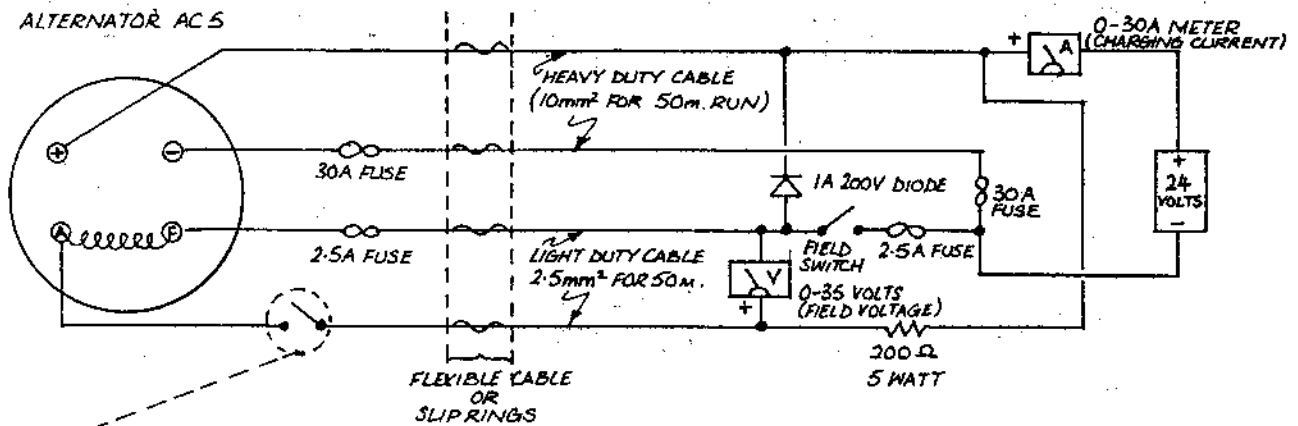 ALTERNATOR AC5
+
-
A
F
30A FUSE
2.5A FUSE
HEAVY DUTY CABLE
(10mm² FOR 50m. RUN)
LIGHT DUTY CABLE
2.5mm² FOR 50m.
FLEXIBLE CABLE
OR
SLIPRINGS
1A 200V DIODE
FIELD
SWITCH
2.5A FUSE
30A
FUSE
V
+
0-35 VOLTS
(FIELD VOLTAGE)
200 Ω
5 WATT
+
A
0-30A METER
(CHARGING CURRENT)
+
24
VOLTS
-